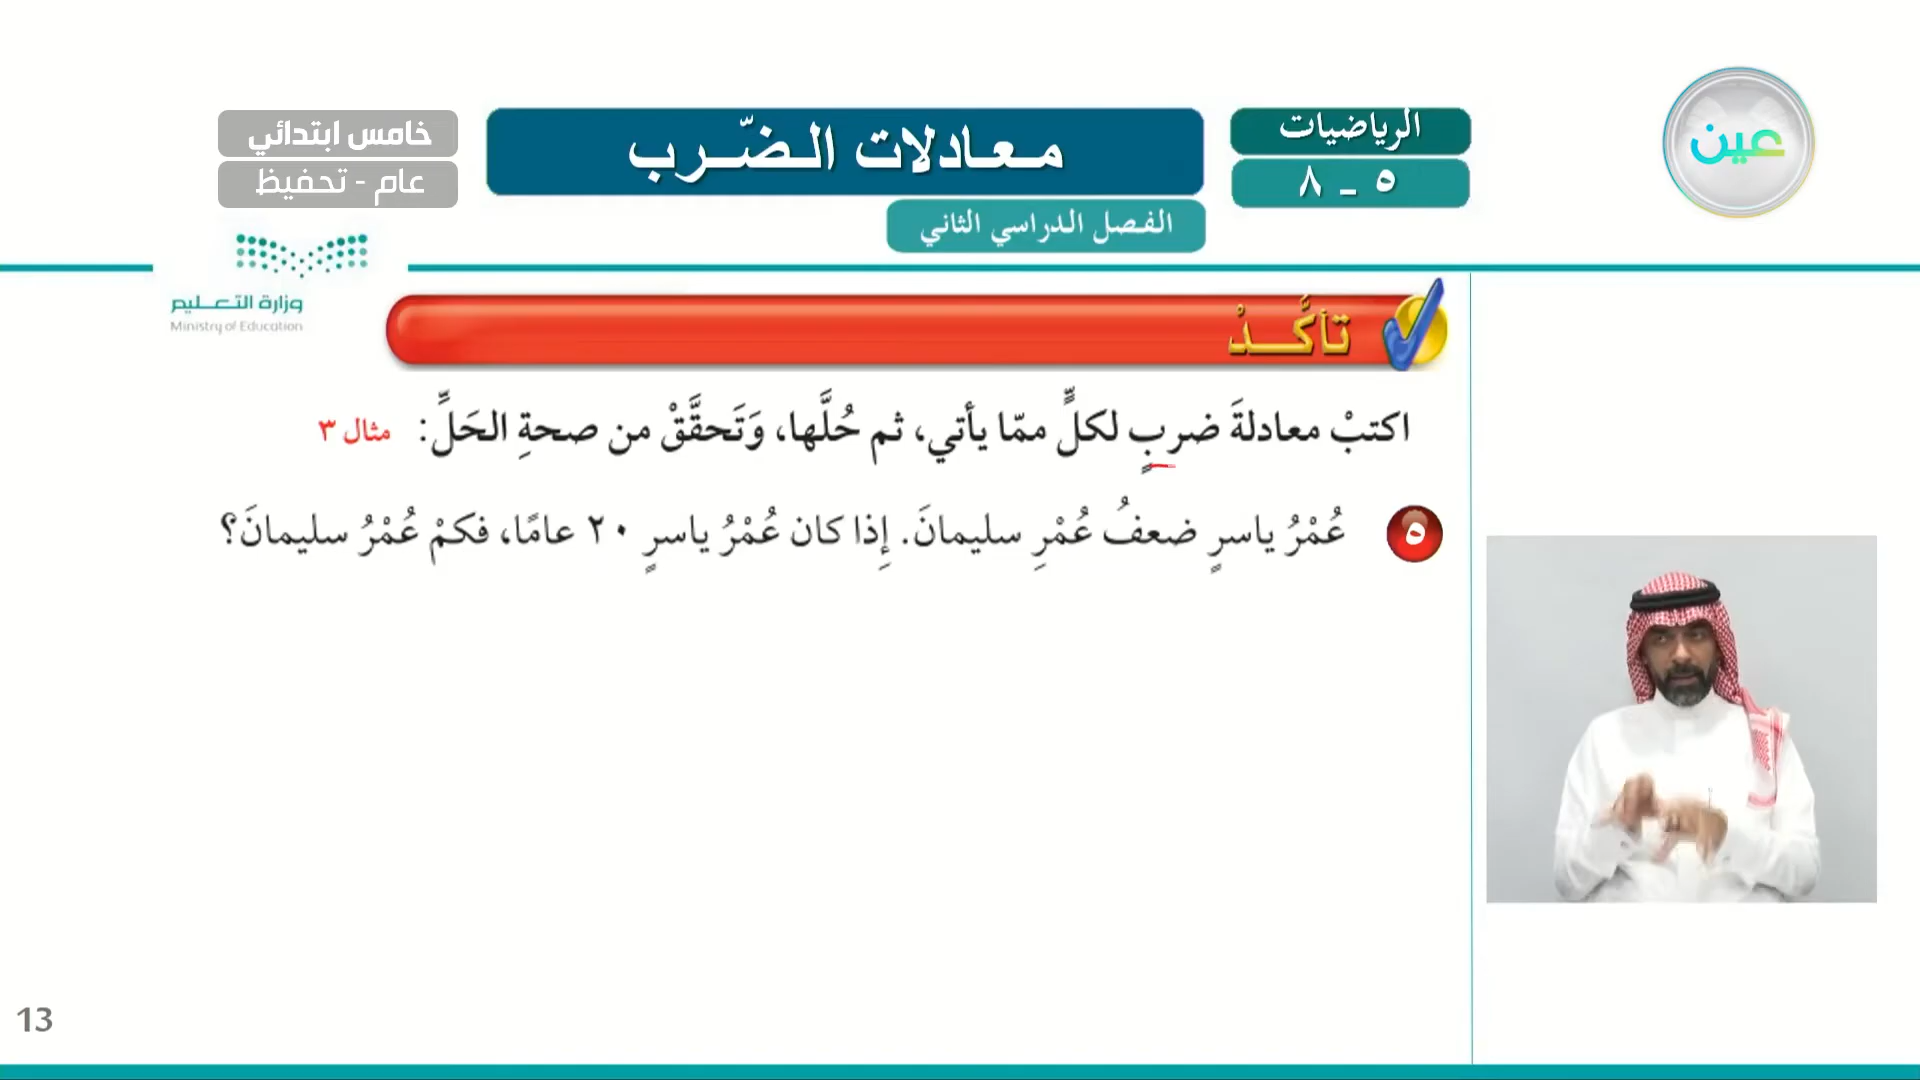 عين
الرياضيات
٥ - ٨
معادلات الضّرب
الفصل الدراسي الثاني
خامس ابتدائي
عام - تحفيظ
وزارة التعليم
Ministry of Education
تأكَّدْ
اكتبْ معادلةَ ضربٍ لكلٍّ ممّا يأتي، ثم حُلَّها، وَتَحقَّقْ من صحةِ الحَلِّ: مثال ٣
٥ عُمْرُ ياسرٍ ضعفُ عُمْرِ سليمانَ. إِذا كان عُمْرُ ياسرٍ ٢٠ عامًا، فكمْ عُمْرُ سليمانَ؟
13